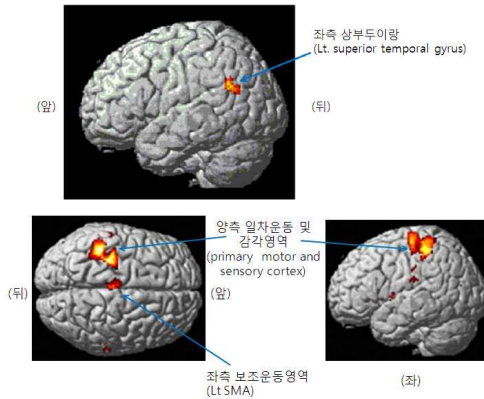 좌측 상부두이랑
(Lt. superior temporal gyrus)
(앞)
(뒤)
양측 일차운동 및
감각영역
(primary motor and
sensory cortex)
(뒤)
(앞)
좌측 보조운동영역
(Lt SMA)
(좌)